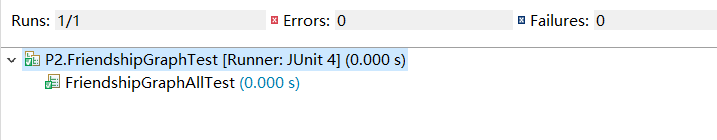 Runs: 1/1 Errors: 0 Failures: 0
P2.FriendshipGraphTest [Runner: JUnit 4] (0.000 s)
FriendshipGraphAllTest (0.000 s)